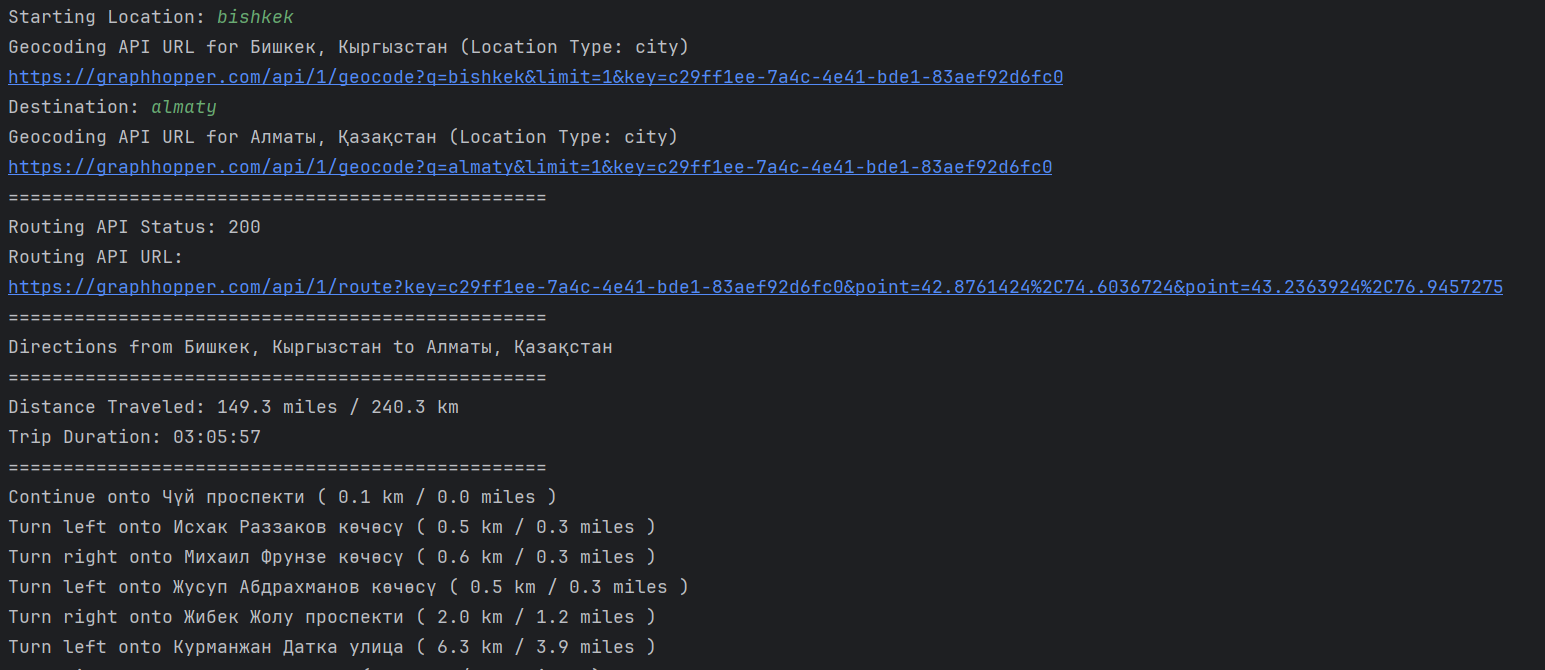 Starting Location: bishkek
Geocoding API URL for Бишкек, Кыргызстан (Location Type: city)
https://graphhopper.com/api/1/geocode?q=bishkek&limit=1&key=c29ff1ee-7a4c-4e41-bde1-83aef92d6fc0
Destination: almaty
Geocoding API URL for Алматы, Қазақстан (Location Type: city)
https://graphhopper.com/api/1/geocode?q=almaty&limit=1&key=c29ff1ee-7a4c-4e41-bde1-83aef92d6fc0
=================================================
Routing API Status: 200
Routing API URL:
https://graphhopper.com/api/1/route?key=c29ff1ee-7a4c-4e41-bde1-83aef92d6fc0&point=42.8761424%2C74.6036724&point=43.2363924%2C76.9457275
=================================================
Directions from Бишкек, Кыргызстан to Алматы, Қазақстан
=================================================
Distance Traveled: 149.3 miles / 240.3 km
Trip Duration: 03:05:57
=================================================
Continue onto Чүй проспекти ( 0.1 km / 0.0 miles )
Turn left onto Исхак Раззаков көчөсү ( 0.5 km / 0.3 miles )
Turn right onto Михаил Фрунзе көчөсү ( 0.6 km / 0.3 miles )
Turn left onto Жусуп Абдрахманов көчөсү ( 0.5 km / 0.3 miles )
Turn right onto Жибек Жолу проспекти ( 2.0 km / 1.2 miles )
Turn left onto Курманжан Датка улица ( 6.3 km / 3.9 miles )